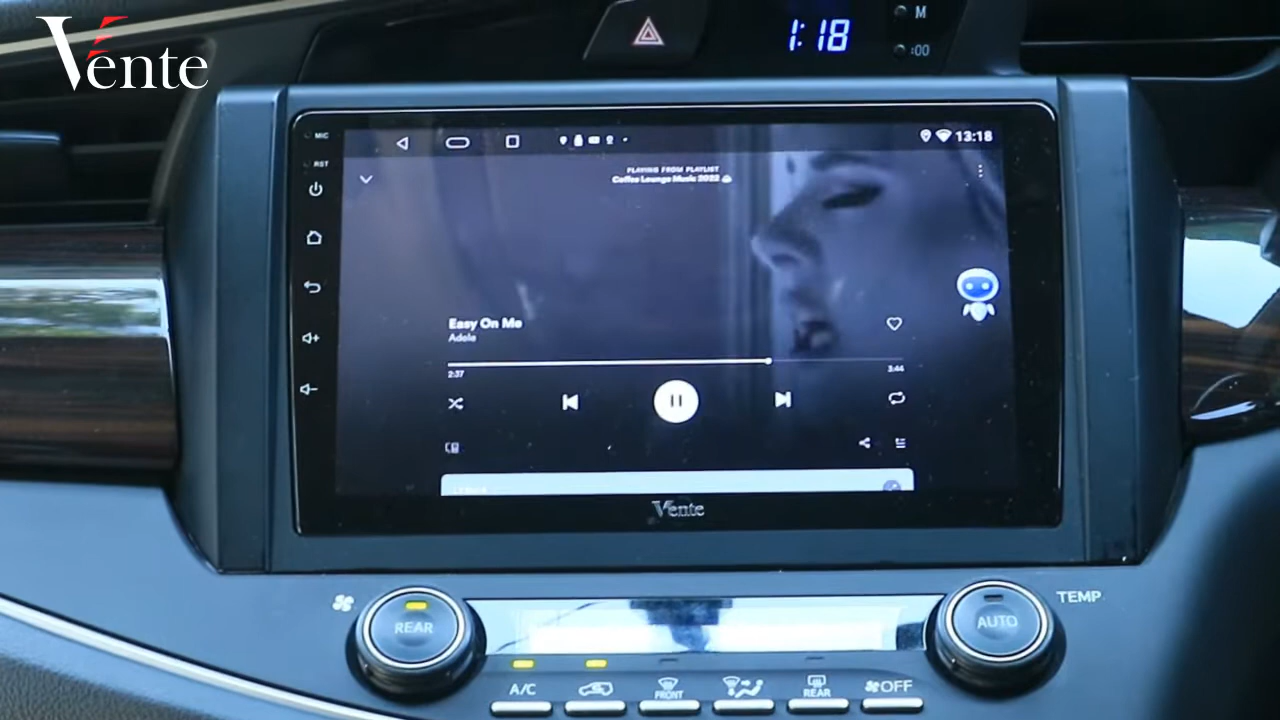 Vente
1:18
M
:00
MIC
RST
13:18
PLAYING FROM PLAYLIST
Coffee Lounge Music 2022 ☕
Easy On Me
Adele
2:37
3:44
Vente
REAR
AUTO
TEMP
A/C
FRONT
REAR
OFF